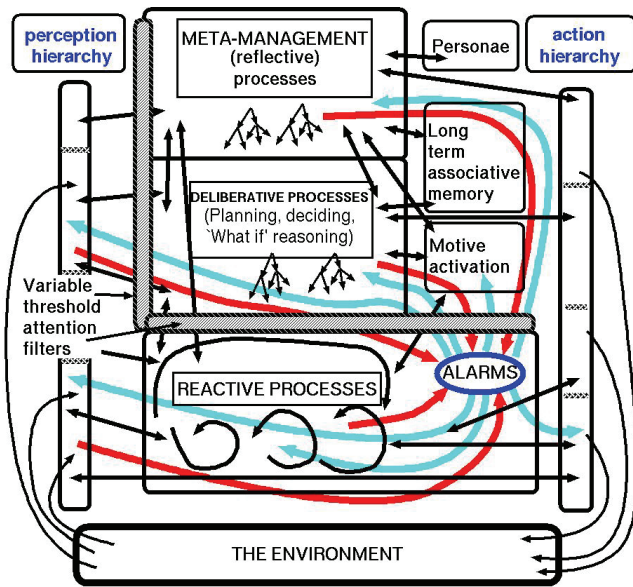 perception
hierarchy
META-MANAGEMENT
(reflective)
processes
Personae
action
hierarchy
Long
term
associative
memory
DELIBERATIVE PROCESSES
(Planning, deciding,
`What if' reasoning)
Motive
activation
Variable
threshold
attention
filters
REACTIVE PROCESSES
ALARMS
THE ENVIRONMENT